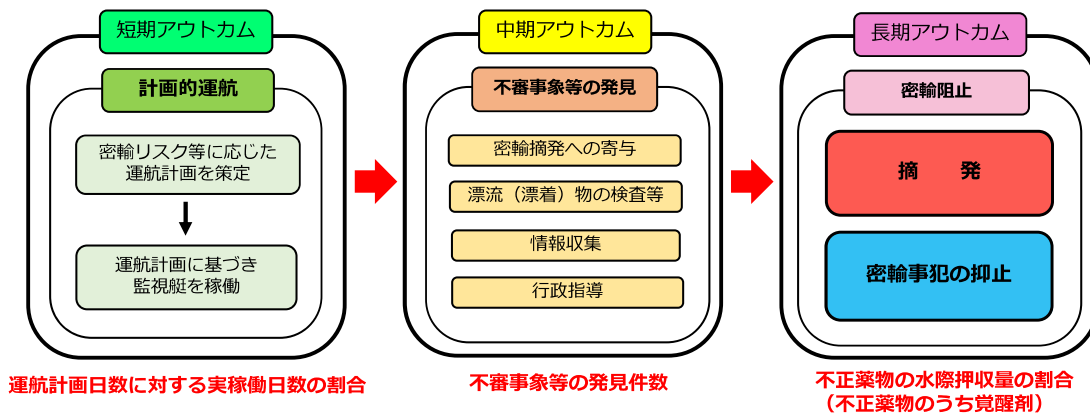 短期アウトカム
計画的運航
密輸リスク等に応じた
運航計画を策定
運航計画に基づき
監視艇を稼働
運航計画日数に対する実稼働日数の割合
中期アウトカム
不審事象等の発見
密輸摘発への寄与
漂流（漂着）物の検査等
情報収集
行政指導
不審事象等の発見件数
長期アウトカム
密輸阻止
摘　　発
密輸事犯の抑止
不正薬物の水際押収量の割合
（不正薬物のうち覚醒剤）